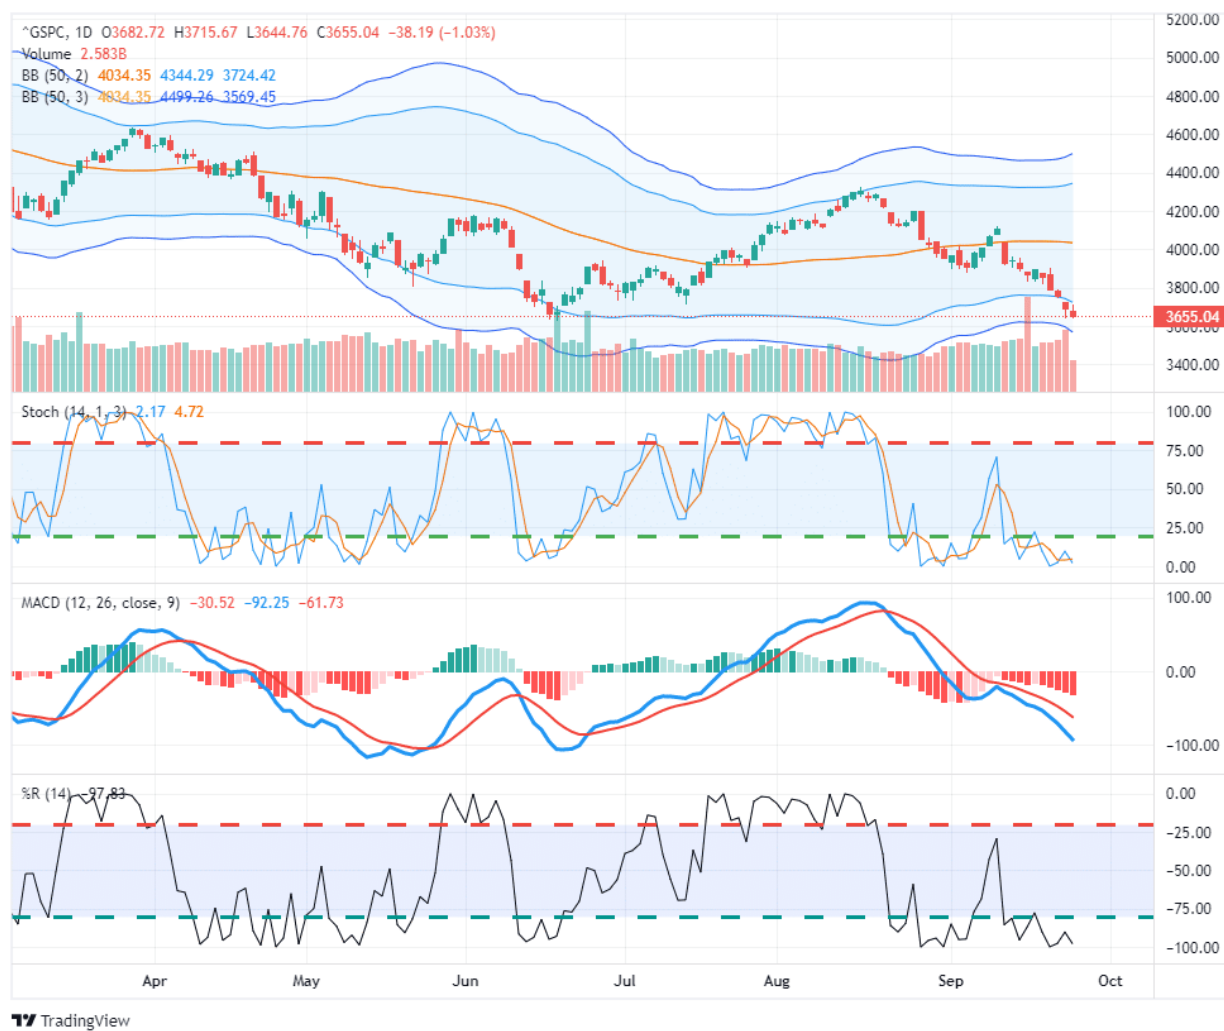 ^GSPC, 1D O3682.72 H3715.67 L3644.76 C3655.04 −38.19 (−1.03%)
Volume 2.583B
BB (50, 2) 4034.35 4344.29 3724.42
BB (50, 3) 4034.35 4499.26 3569.45
5200.00
5000.00
4800.00
4600.00
4400.00
4200.00
4000.00
3800.00
3655.04
3600.00
3400.00
Stoch (14, 1, 3) 2.17 4.72
100.00
75.00
50.00
25.00
0.00
MACD (12, 26, close, 9) −30.52 −92.25 −61.73
100.00
0.00
−100.00
%R (14) −97.83
0.00
−25.00
−50.00
−75.00
−100.00
Apr May Jun Jul Aug Sep Oct
TradingView